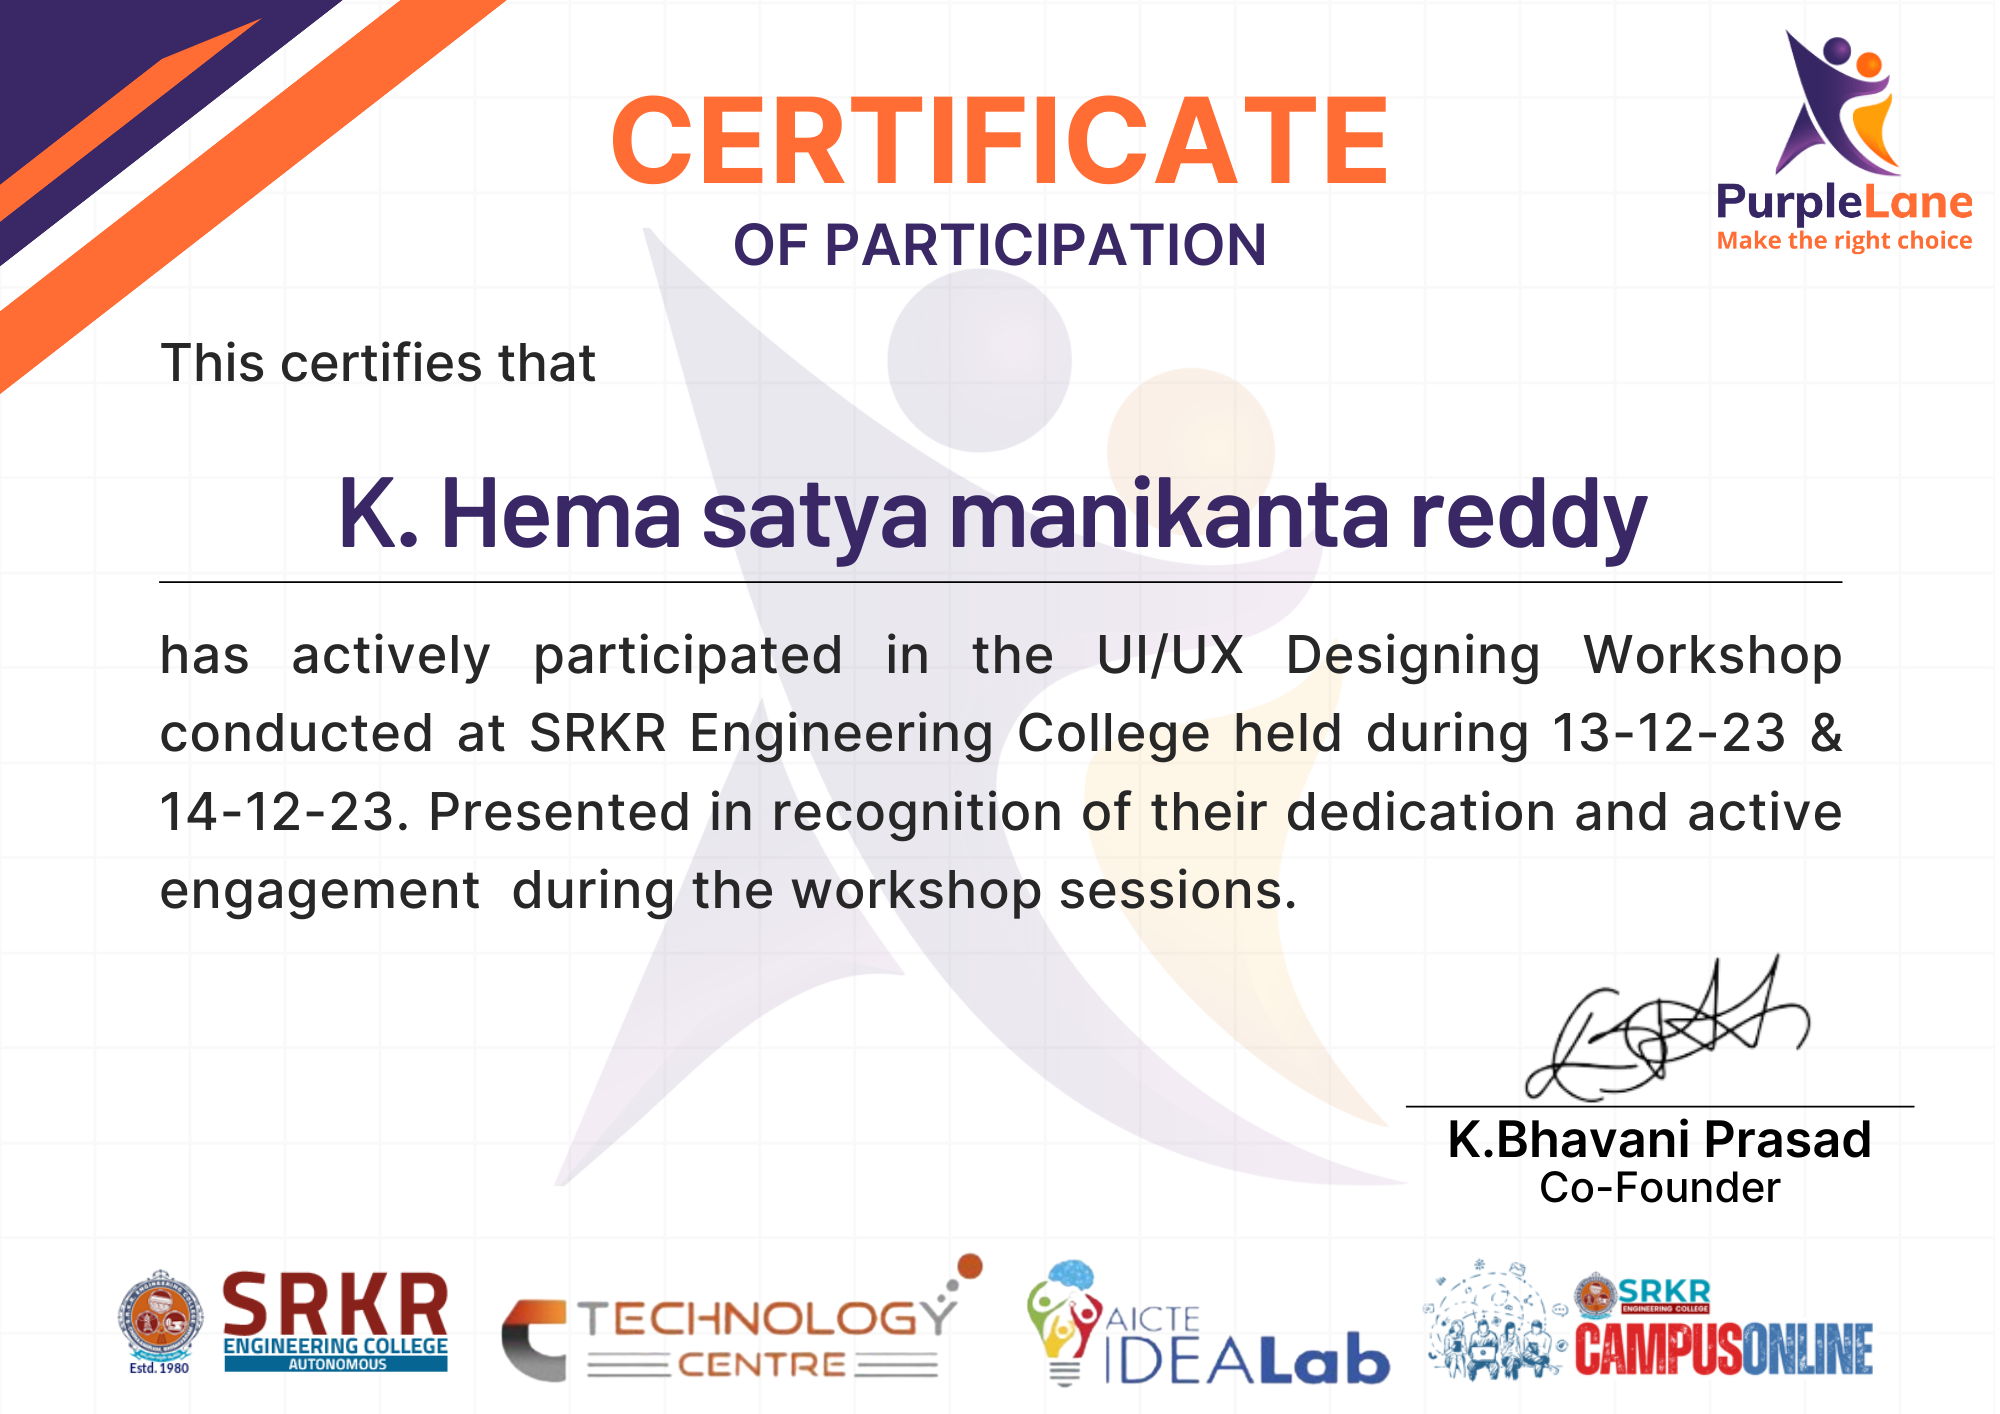 CERTIFICATE
OF PARTICIPATION
PurpleLane
Make the right choice
This certifies that
K. Hema satya manikanta reddy
has actively participated in the UI/UX Designing Workshop
conducted at SRKR Engineering College held during 13-12-23 &
14-12-23. Presented in recognition of their dedication and active
engagement during the workshop sessions.
K.Bhavani Prasad
Co-Founder
Estd. 1980
SRKR
ENGINEERING COLLEGE
AUTONOMOUS
TECHNOLOGY
CENTRE
AICTE
IDEALab
SRKR
ENGINEERING COLLEGE
CAMPUSONLINE